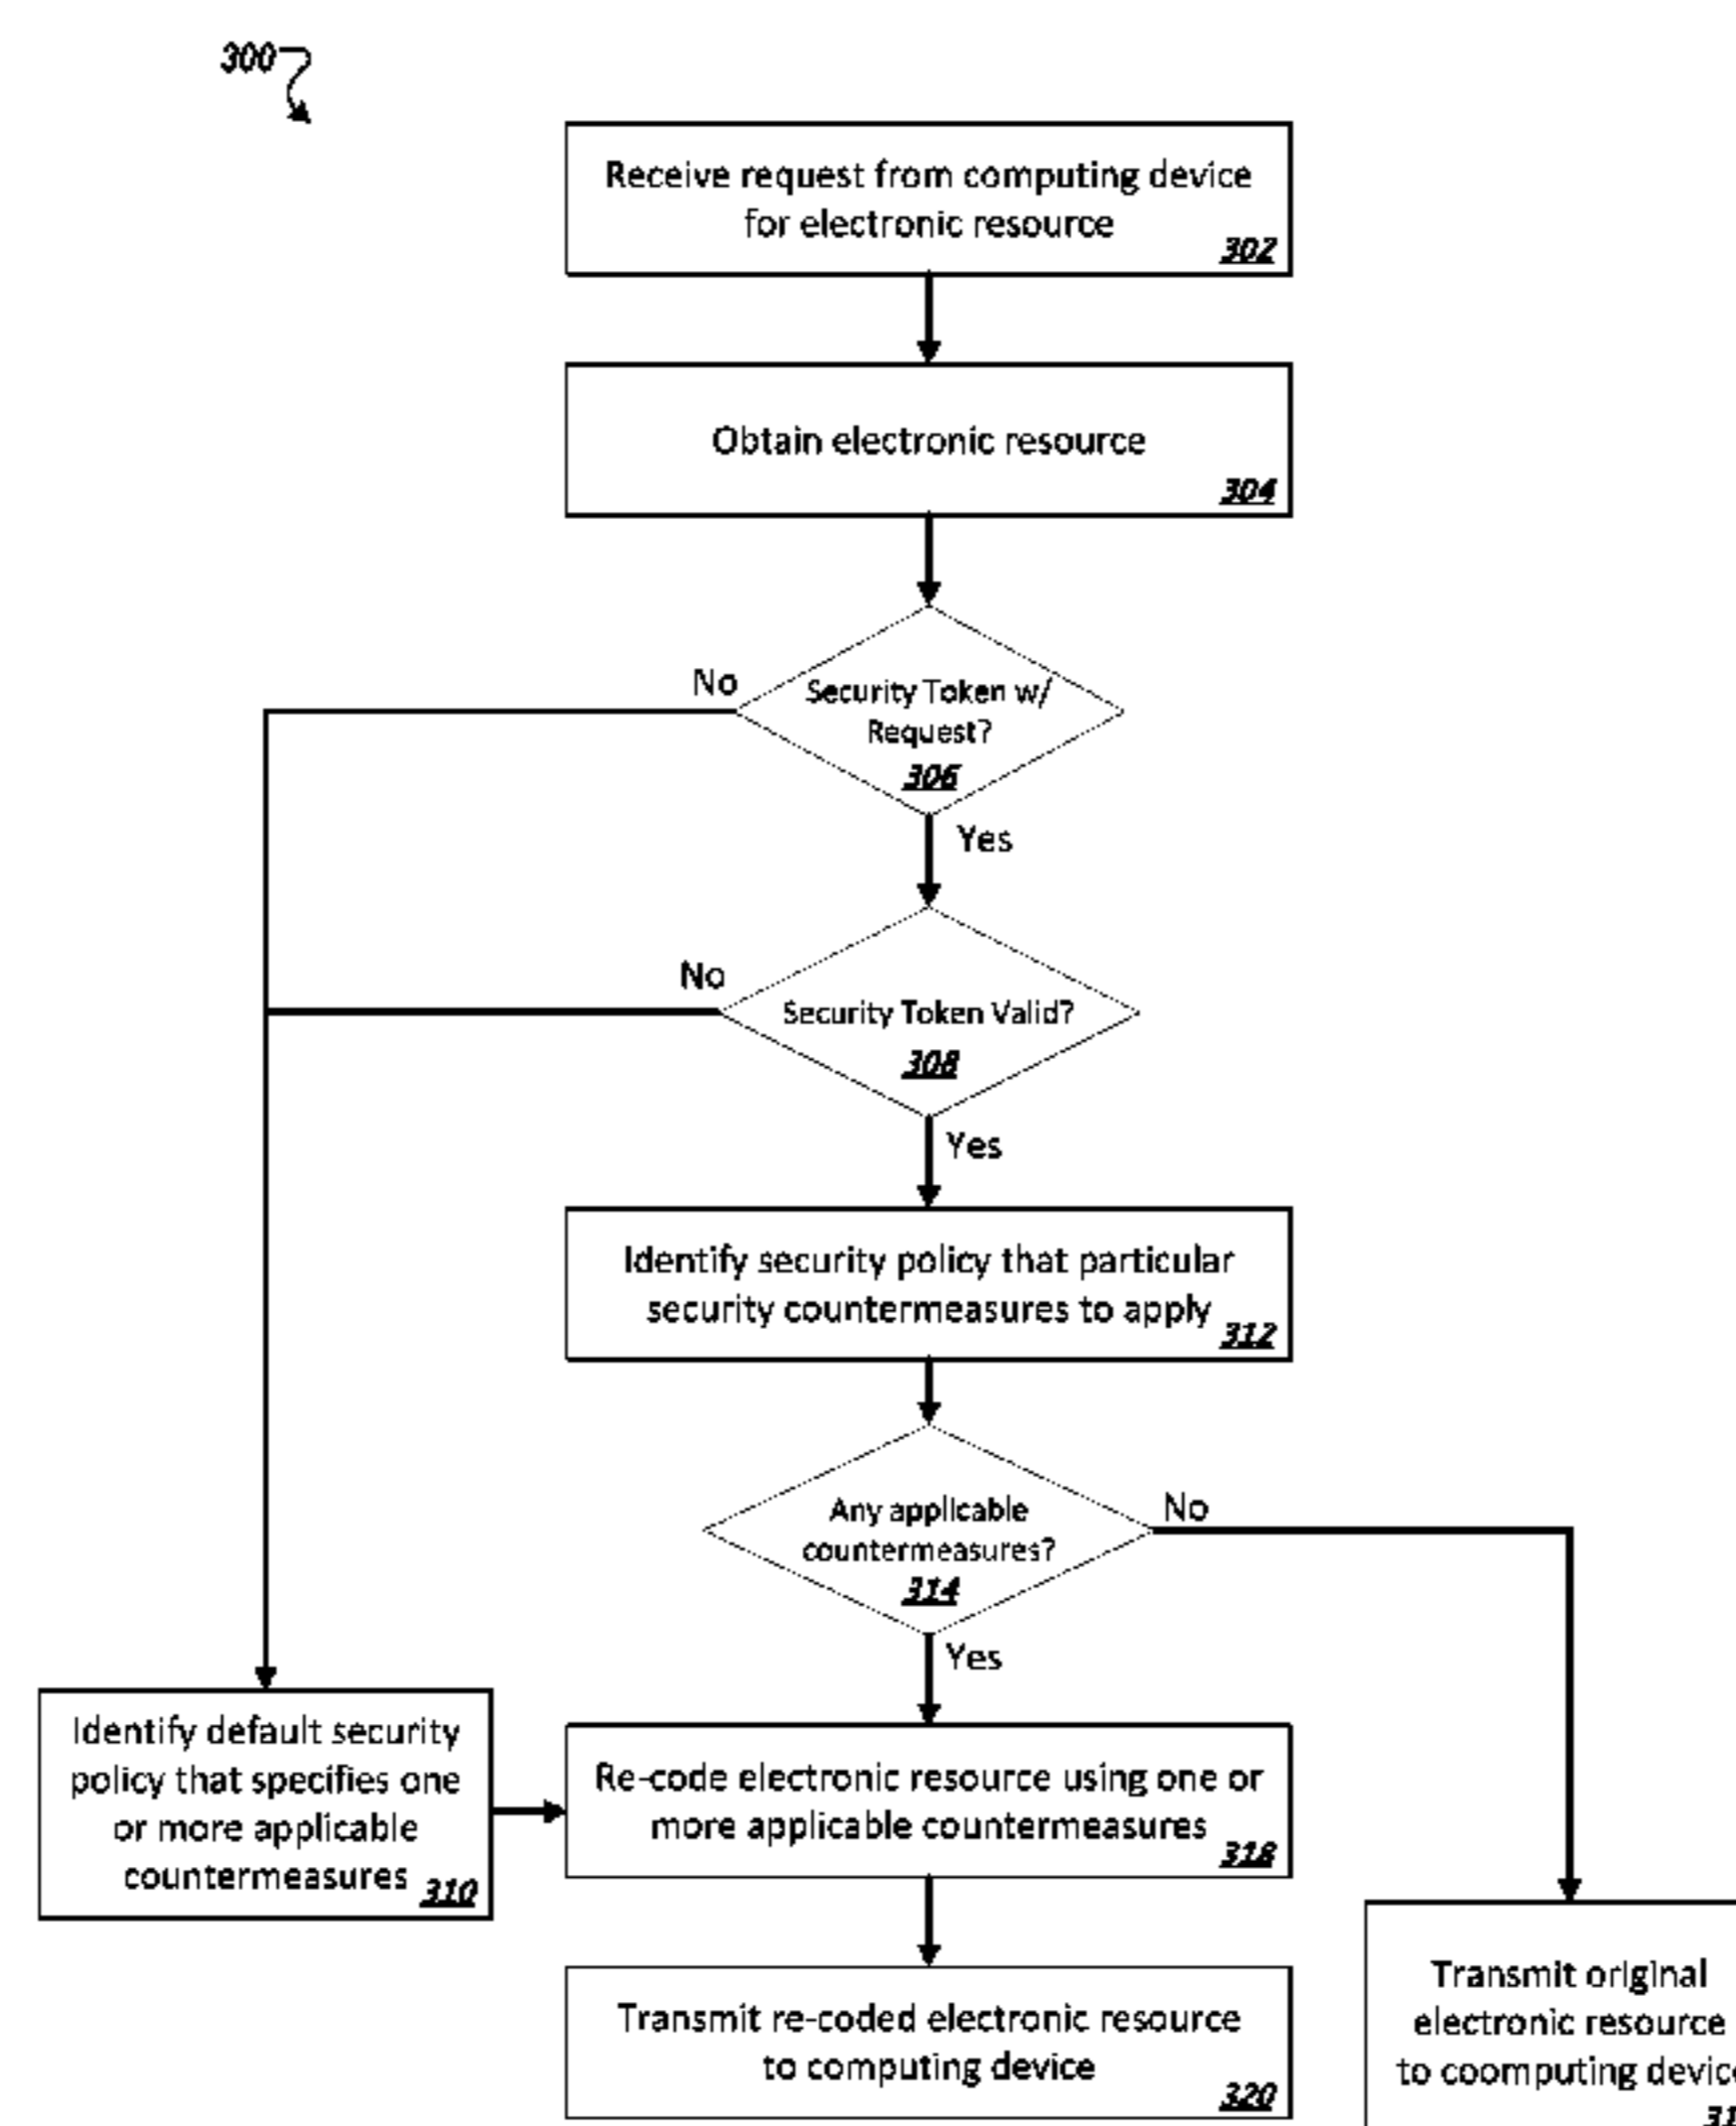 300
Receive request from computing device
for electronic resource
302
Obtain electronic resource
304
No
Security Token w/
Request?
306
Yes
No
Security Token Valid?
308
Yes
Identify security policy that particular
security countermeasures to apply
312
Any applicable
countermeasures?
314
No
Yes
Identify default security
policy that specifies one
or more applicable
countermeasures
310
Re-code electronic resource using one or
more applicable countermeasures
318
Transmit re-coded electronic resource
to computing device
320
Transmit original
electronic resource
to coomputing